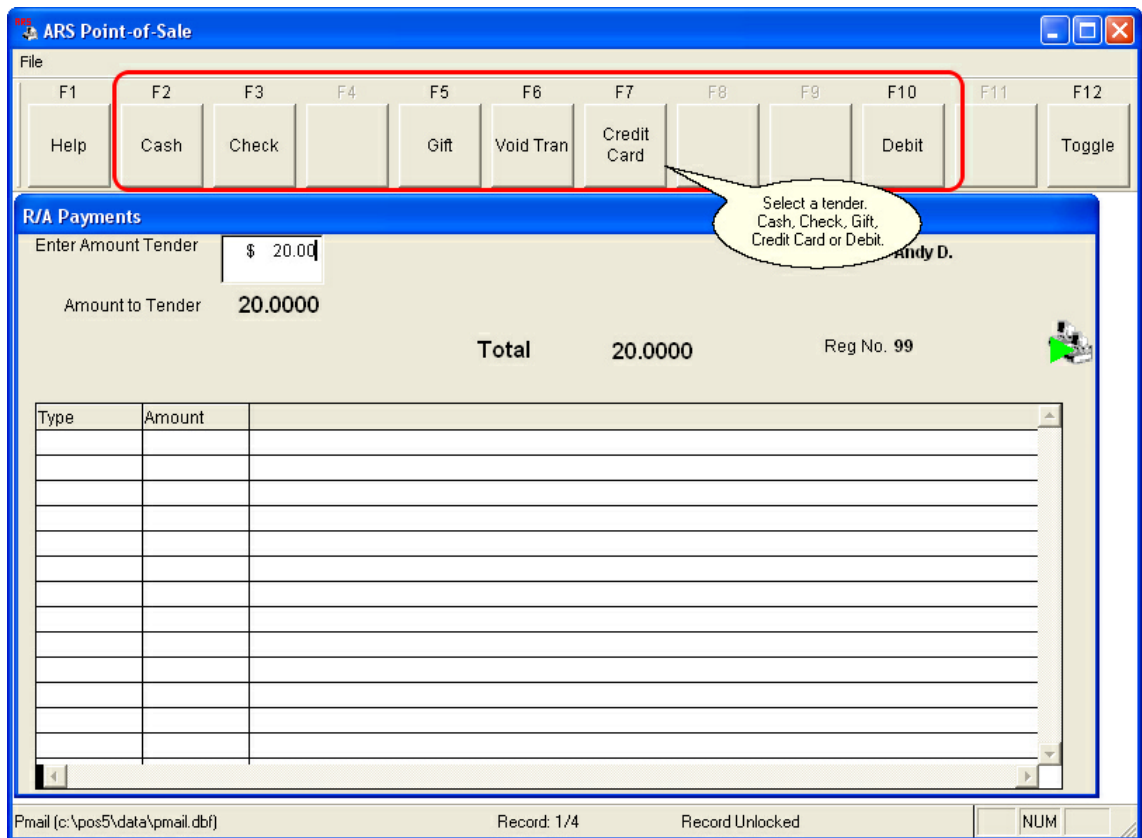 ARS Point-of-Sale
File
F1 F2 F3 F4 F5 F6 F7 F8 F9 F10 F11 F12
Help Cash Check Gift Void Tran Credit Card Debit Toggle
Select a tender.
Cash, Check, Gift,
Credit Card or Debit.
R/A Payments
Enter Amount Tender $ 20.00
Andy D.
Amount to Tender 20.0000
Total 20.0000 Reg No. 99
Type Amount
Pmail (c:\pos5\data\pmail.dbf) Record: 1/4 Record Unlocked NUM